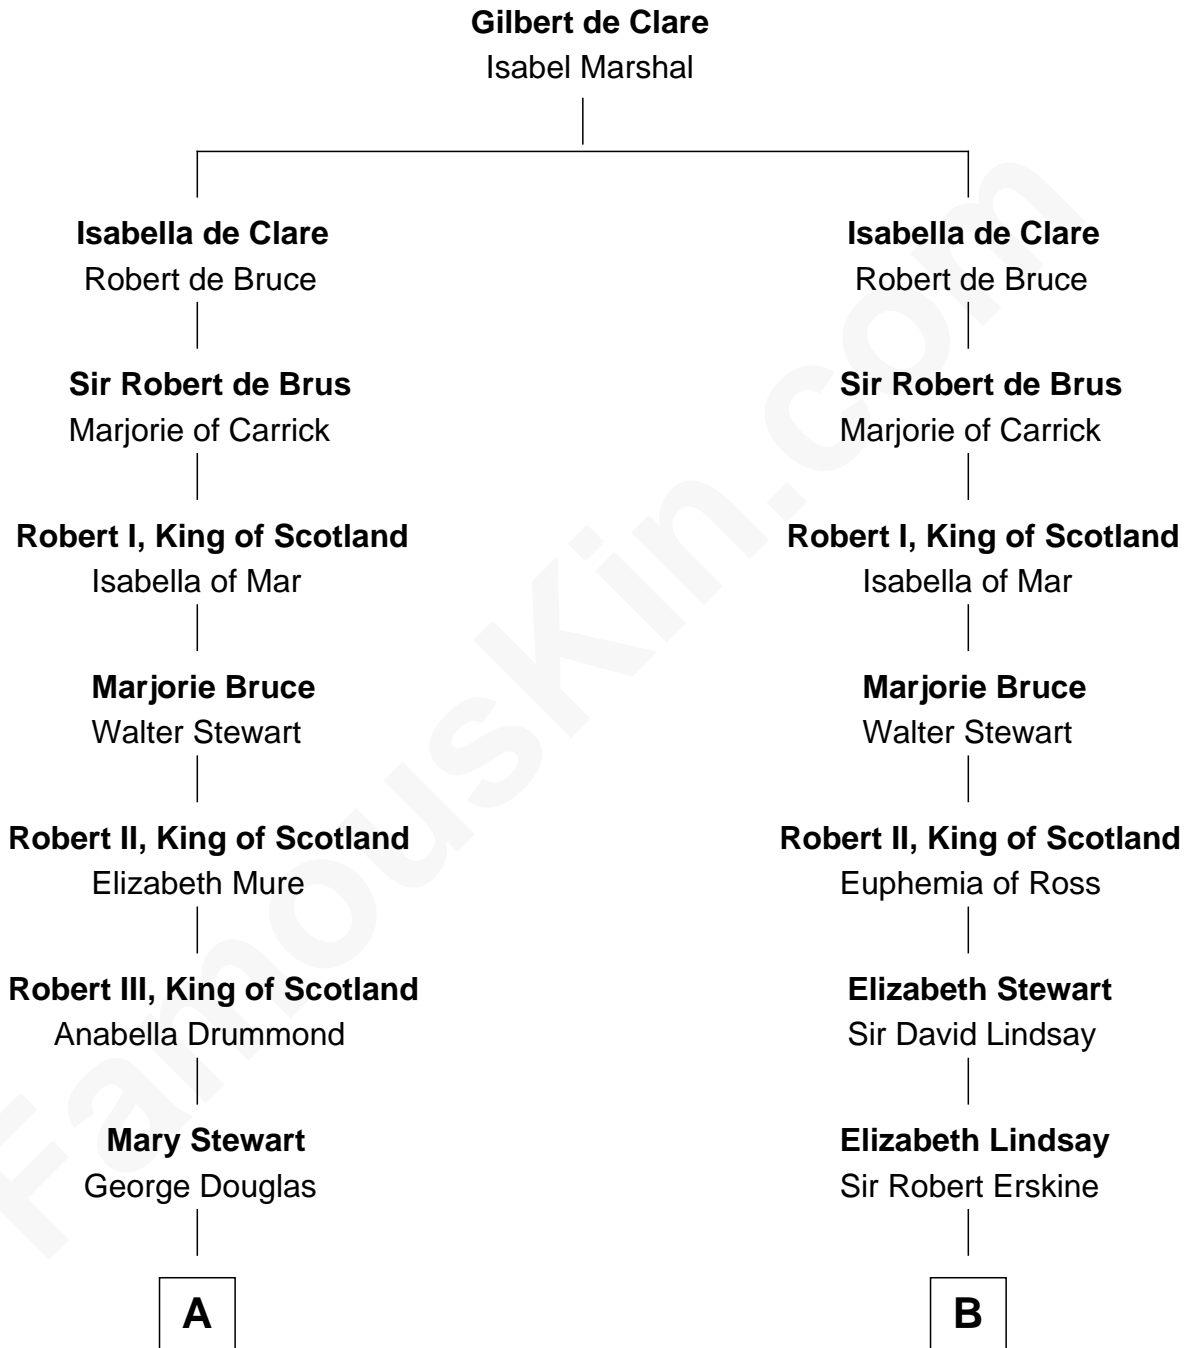 Gilbert de Clare
Isabel Marshal
Isabella de Clare
Robert de Bruce
Isabella de Clare
Robert de Bruce
Sir Robert de Brus
Marjorie of Carrick
Sir Robert de Brus
Marjorie of Carrick
Robert I, King of Scotland
Isabella of Mar
Robert I, King of Scotland
Isabella of Mar
Marjorie Bruce
Walter Stewart
Marjorie Bruce
Walter Stewart
Robert II, King of Scotland
Elizabeth Mure
Robert II, King of Scotland
Euphemia of Ross
Robert III, King of Scotland
Anabella Drummond
Elizabeth Stewart
Sir David Lindsay
Mary Stewart
George Douglas
Elizabeth Lindsay
Sir Robert Erskine
A
B
FamousKin.com